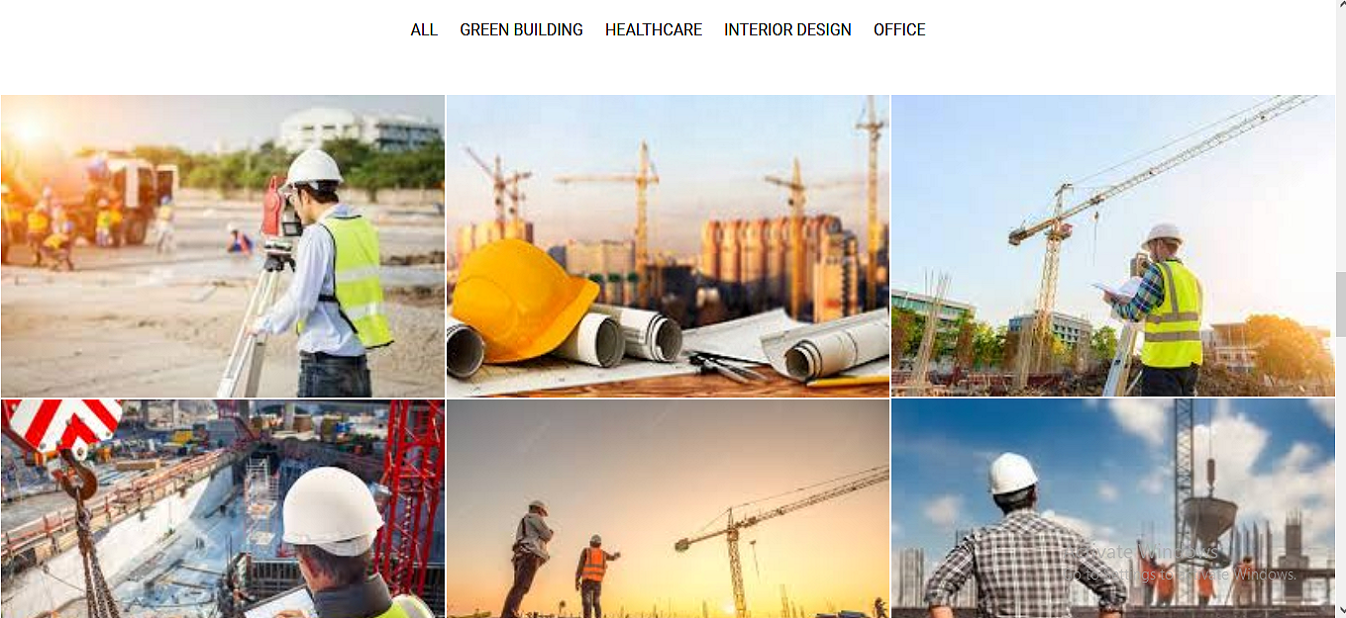 ALL GREEN BUILDING HEALTHCARE INTERIOR DESIGN OFFICE
Activate Windows
Go to Settings to activate Windows.